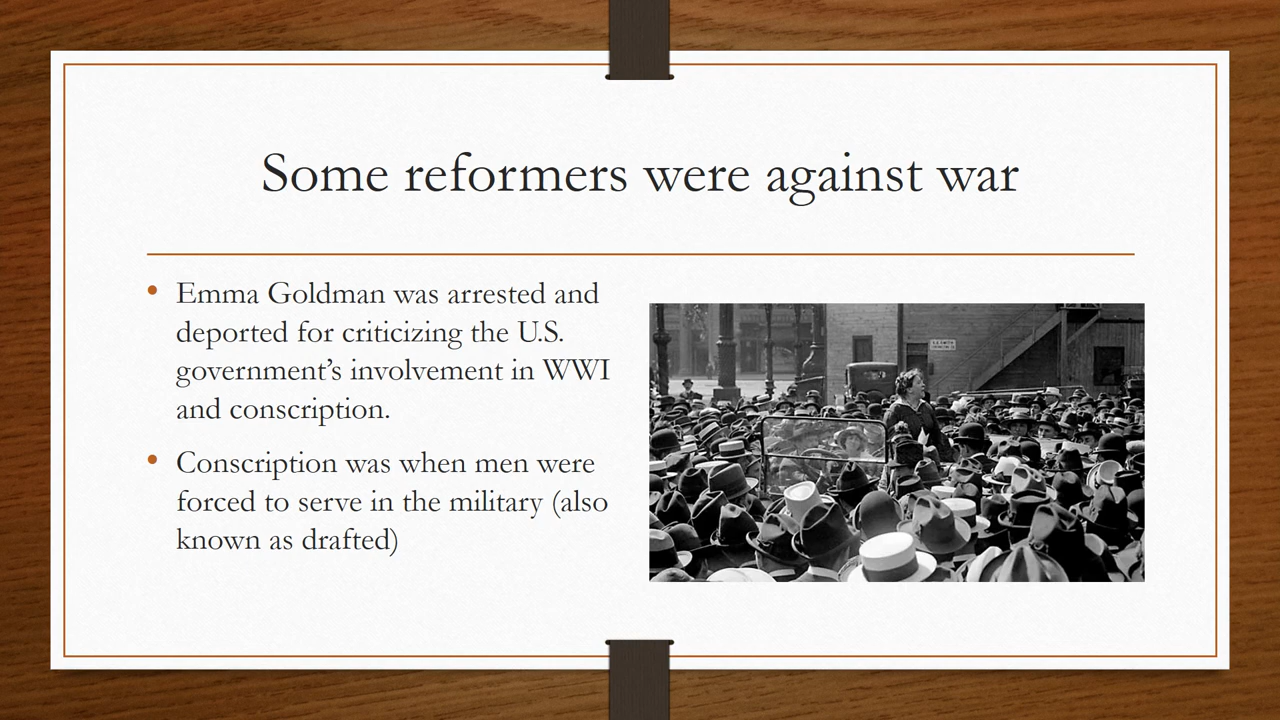 Some reformers were against war
• Emma Goldman was arrested and
deported for criticizing the U.S.
government’s involvement in WWI
and conscription.
• Conscription was when men were
forced to serve in the military (also
known as drafted)